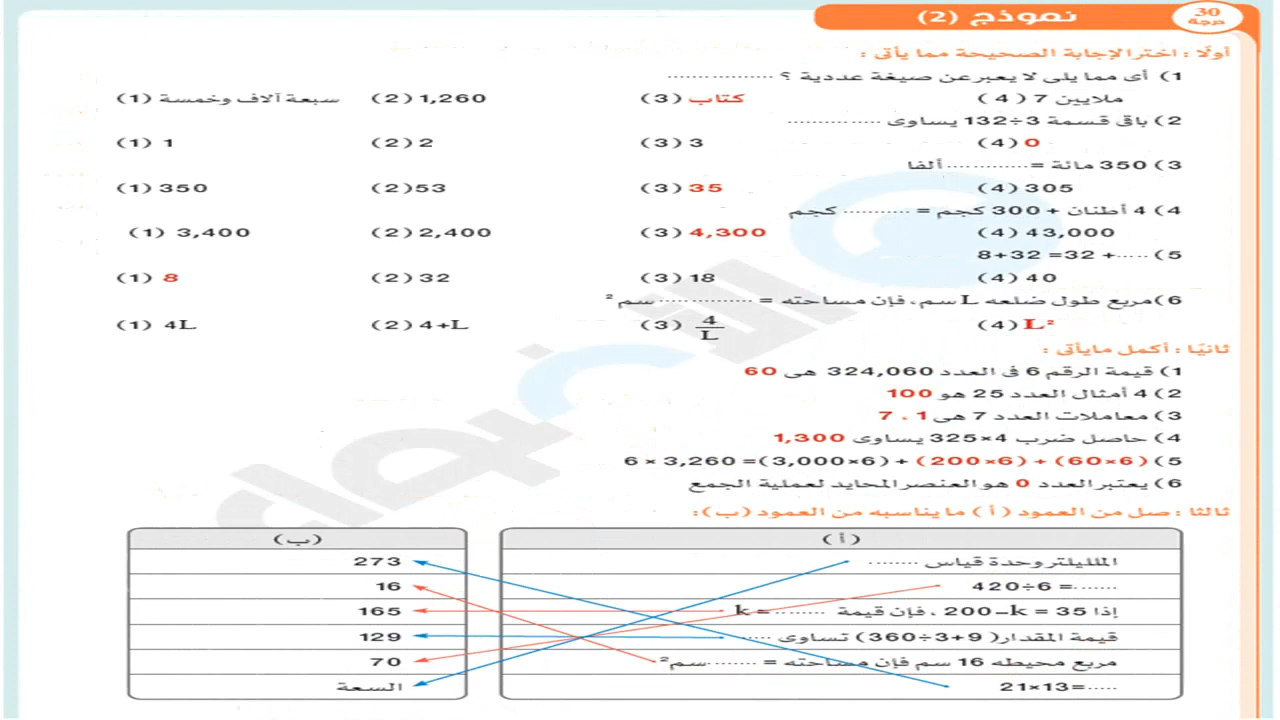 30 درجة
نموذج (2)
أولًا : اختر الإجابة الصحيحة مما يأتى :
1) أى مما يلى لا يعبر عن صيغة عددية ؟ ..............
(1) سبعة آلاف وخمسة (2) 1,260 (3) كتاب (4) 7 ملايين
2) باقى قسمة 3÷132 يساوى ..............
(1) 1 (2) 2 (3) 3 (4) 0
3) 350 مائة = .............. ألفا
(1) 350 (2) 53 (3) 35 (4) 305
4) 4 أطنان + 300 كجم = .......... كجم
(1) 3,400 (2) 2,400 (3) 4,300 (4) 43,000
5) 8+32 =32 +.....
(1) 8 (2) 32 (3) 18 (4) 40
6) مربع طول ضلعه L سم، فإن مساحته = .............. سم²
(1) 4L (2) 4+L (3) 4/L (4) L²
ثانيًا : أكمل مايأتى :
1) قيمة الرقم 6 فى العدد 324,060 هى 60
2) 4 أمثال العدد 25 هو 100
3) معاملات العدد 7 هى 1 ، 7
4) حاصل ضرب 4×325 يساوى 1,300
5) 6 × 3,260 =(3,000×6) + (200×6) + (60×6)
6) يعتبر العدد 0 هو العنصر المحايد لعملية الجمع
ثالثا : صل من العمود ( أ ) ما يناسبه من العمود (ب):
(أ) (ب)
الملليلتر وحدة قياس ........ 273
420÷6 =...... 16
إذا 200–k = 35 ، فإن قيمة k = ........ 165
قيمة المقدار( 9+3÷360) تساوى ..... 129
مربع محيطه 16 سم فإن مساحته = ........ سم² 70
21×13=..... السعة